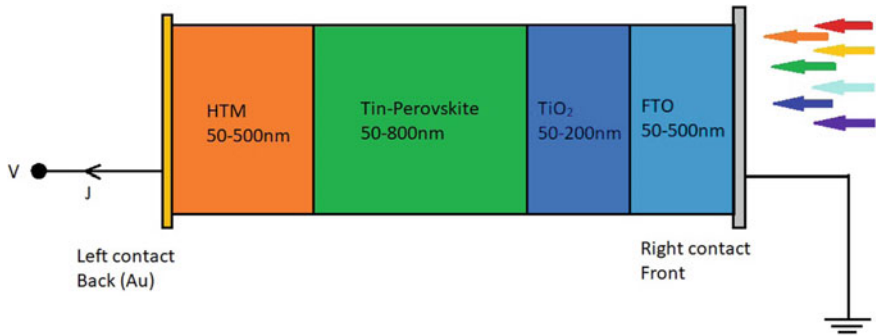 HTM
50-500nm
Tin-Perovskite
50-800nm
TiO₂
50-200nm
FTO
50-500nm
V
J
Left contact
Back (Au)
Right contact
Front